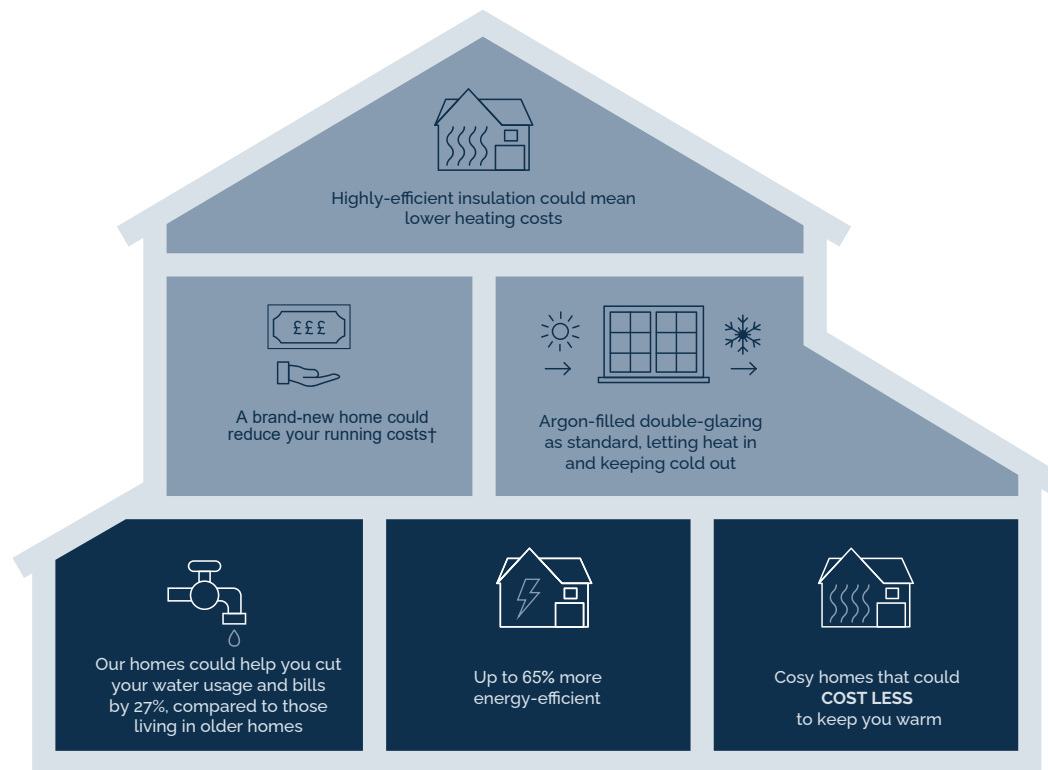 Highly-efficient insulation could mean
lower heating costs
£££
A brand-new home could
reduce your running costs†
Argon-filled double-glazing
as standard, letting heat in
and keeping cold out
Our homes could help you cut
your water usage and bills
by 27%, compared to those
living in older homes
Up to 65% more
energy-efficient
Cosy homes that could
COST LESS
to keep you warm